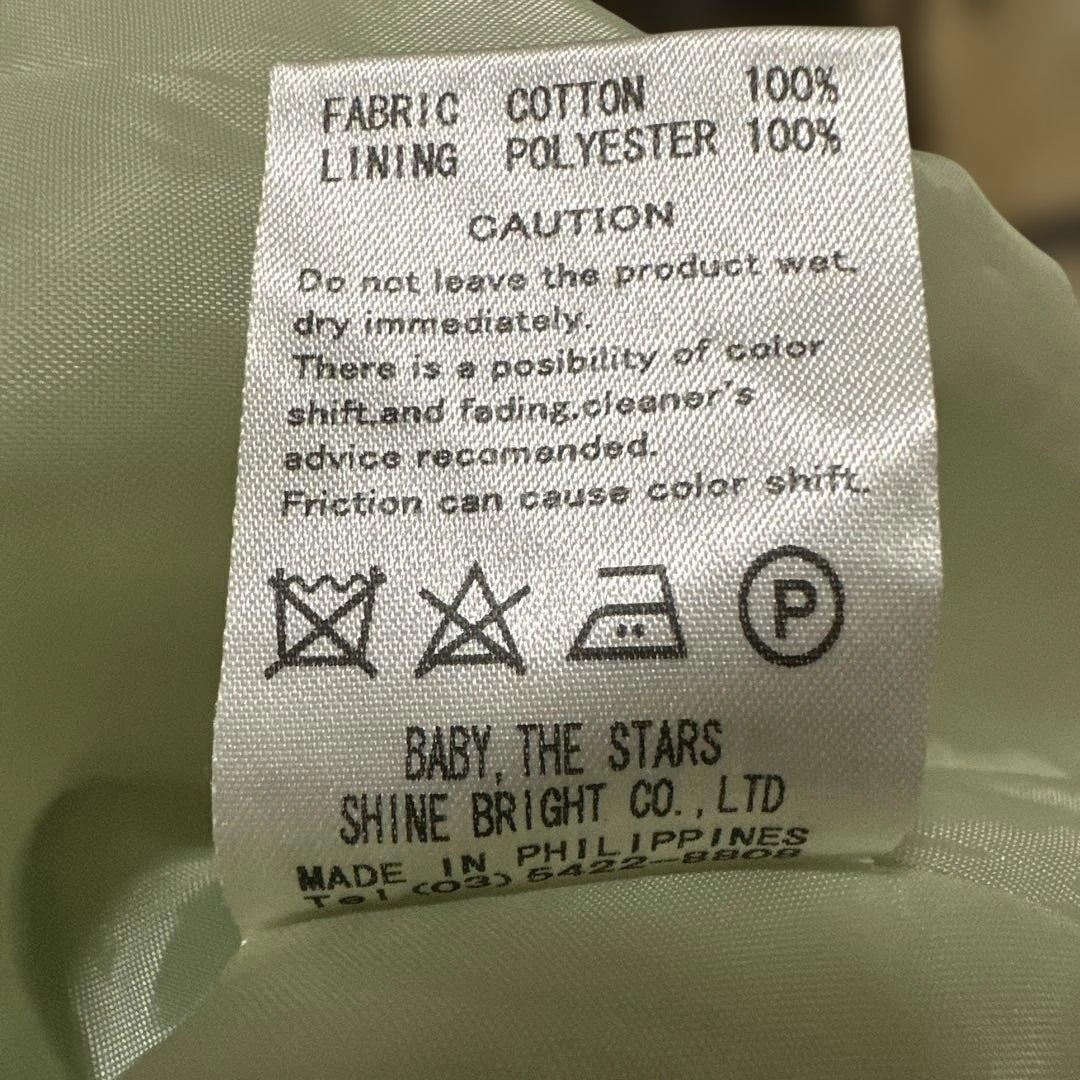 FABRIC COTTON 100%
LINING POLYESTER 100%
CAUTION
Do not leave the product wet.
dry immediately.
There is a posibility of color
shift.and fading.cleaner's
advice recomended.
Friction can cause color shift.
P
BABY, THE STARS
SHINE BRIGHT CO.,LTD
MADE IN PHILIPPINES
Tel (03) 5422-8808